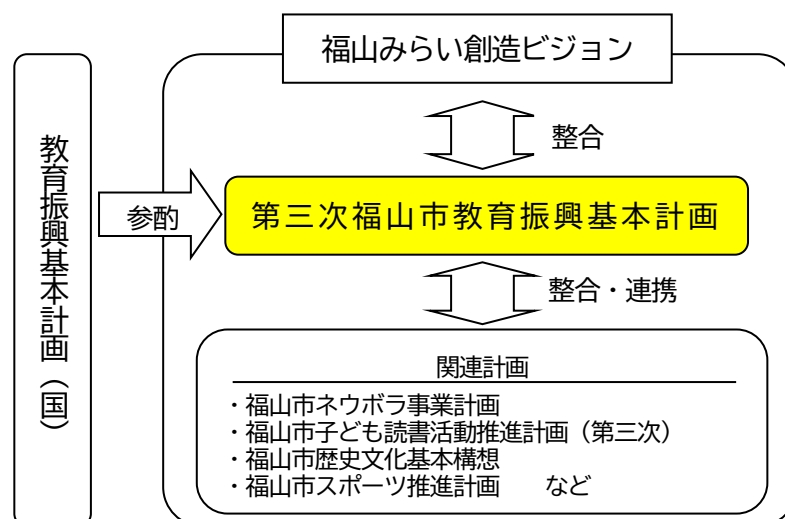 福山みらい創造ビジョン
整合
教育振興基本計画（国）
参酌
第三次福山市教育振興基本計画
整合・連携
関連計画
・福山市ネウボラ事業計画
・福山市子ども読書活動推進計画（第三次）
・福山市歴史文化基本構想
・福山市スポーツ推進計画　　など